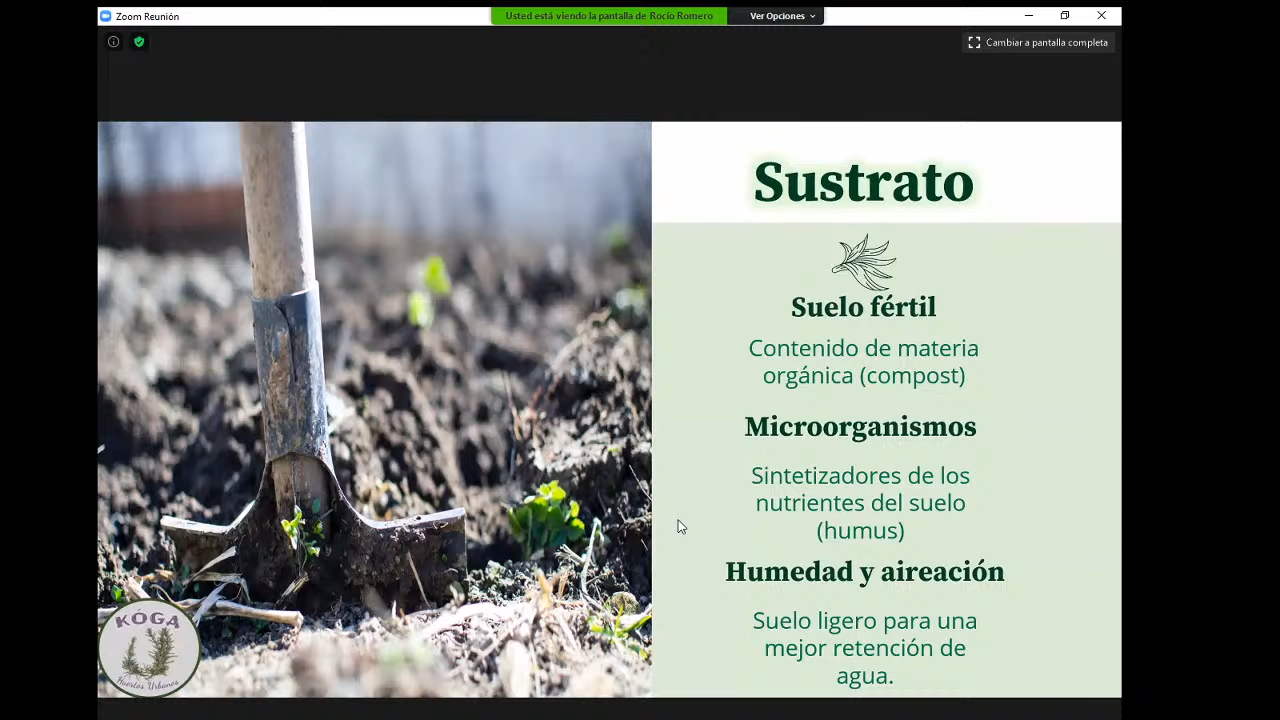 Zoom Reunión
Usted está viendo la pantalla de Rocío Romero
Ver Opciones
Cambiar a pantalla completa
Sustrato
Suelo fértil
Contenido de materia
orgánica (compost)
Microorganismos
Sintetizadores de los
nutrientes del suelo
(humus)
Humedad y aireación
Suelo ligero para una
mejor retención de
agua.
KÓGA
Huertos Urbanos